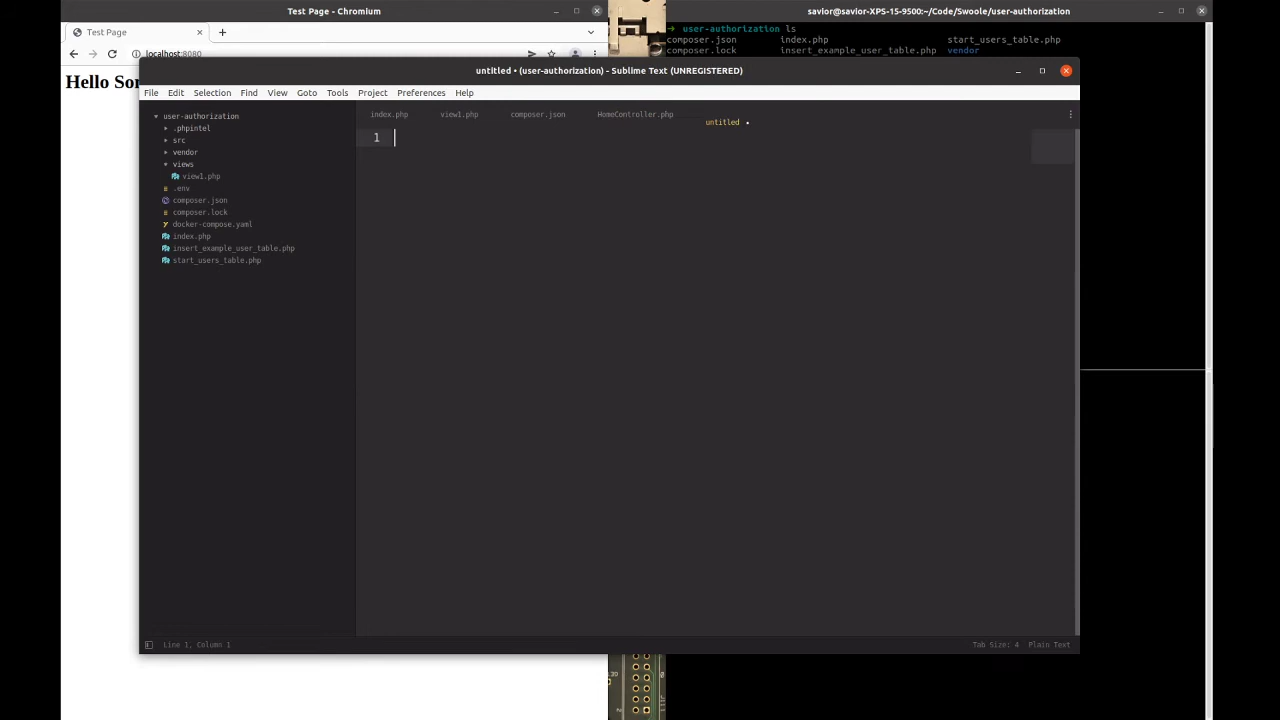 Test Page - Chromium
savior@savior-XPS-15-9500:~/Code/Swoole/user-authorization
Test Page
➜ user-authorization ls
composer.json index.php start_users_table.php
composer.lock insert_example_user_table.php vendor
localhost:8080
Hello
untitled • (user-authorization) - Sublime Text (UNREGISTERED)
File Edit Selection Find View Goto Tools Project Preferences Help
index.php view1.php composer.json HomeController.php untitled
user-authorization
.phpintel
src
vendor
views
view1.php
.env
composer.json
composer.lock
docker-compose.yaml
index.php
insert_example_user_table.php
start_users_table.php
1
Line 1, Column 1 Tab Size: 4 Plain Text